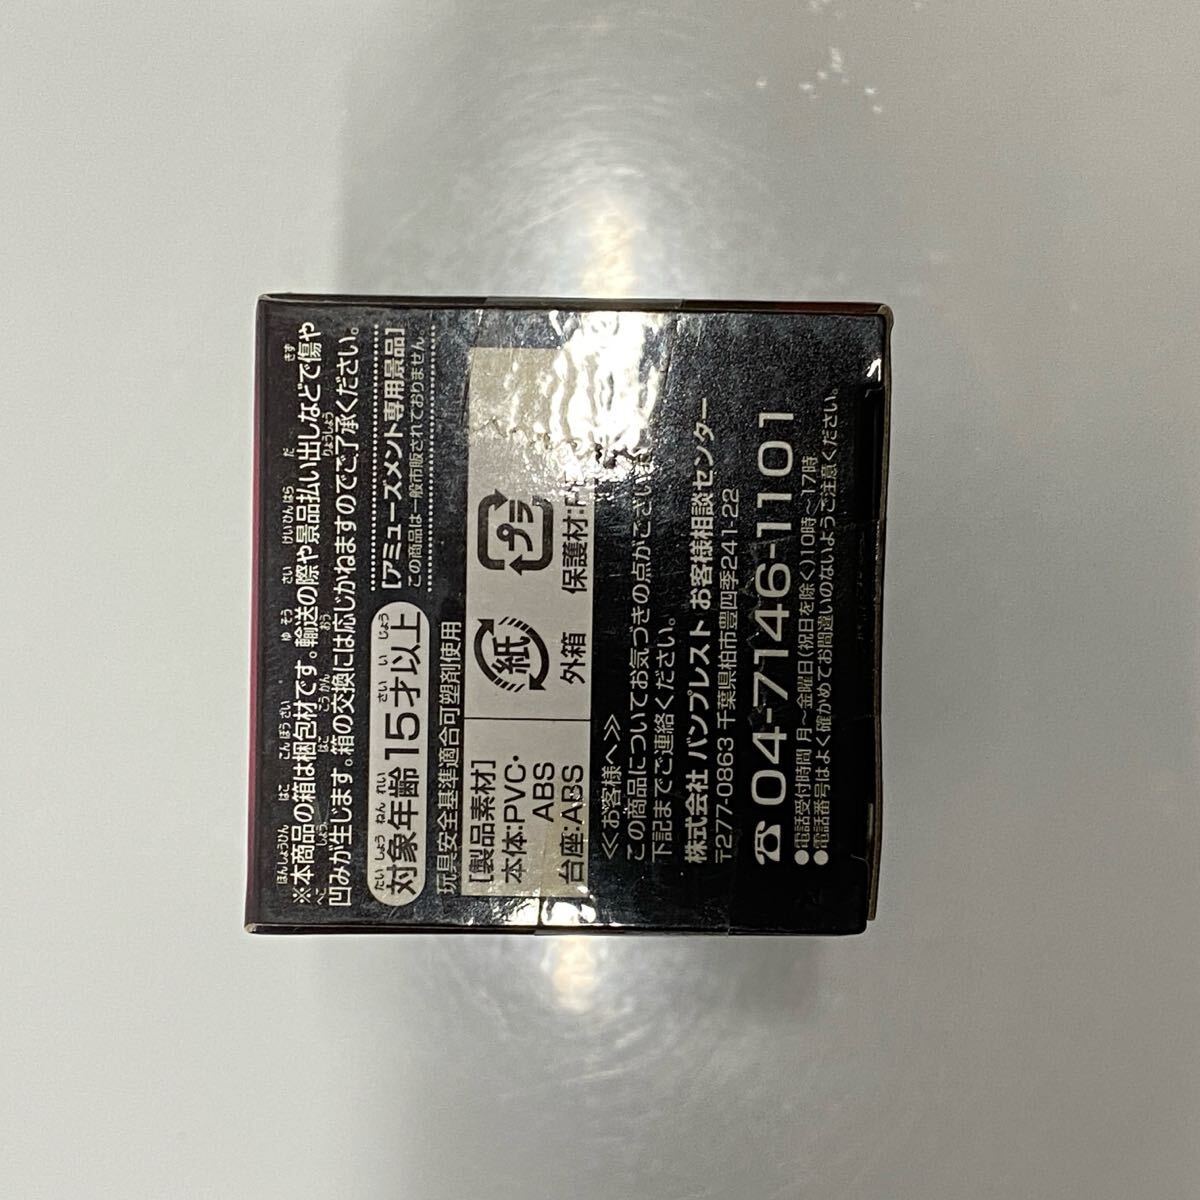 ※本商品の箱は梱包材です。輸送の際や景品払い出しなどで傷や
凹みが生じます。箱の交換には応じかねますのでご了承ください。
対象年齢15才以上
[アミューズメント専用景品]
この商品は一般市販されておりません。
玩具安全基準適合可塑剤使用
[製品素材]
本体:PVC・
ABS
台座:ABS
紙
外箱
プラ
保護材:P
≪お客様へ≫
この商品についてお気づきの点がござい
下記までご連絡ください。
株式会社 バンプレスト お客様相談センター
〒277-0863 千葉県柏市豊四季241-22
☎04-7146-1101
●電話受付時間 月～金曜日(祝日を除く)10時～17時
●電話番号はよく確かめてお間違いのないようご注意ください。